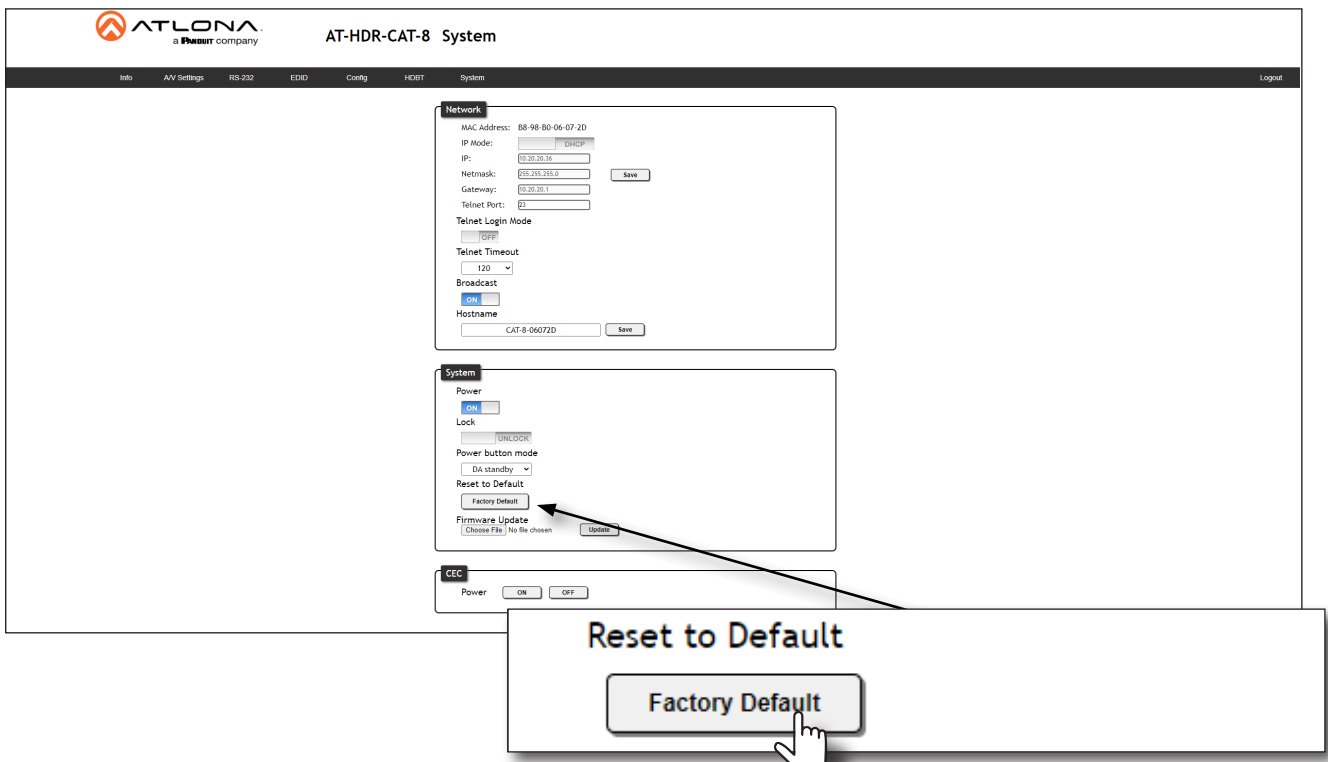 ATLONA.
a PANDUIT company
AT-HDR-CAT-8 System
Info A/V Settings RS-232 EDID Config HDBT System Logout
Network
MAC Address: B8-98-B0-06-07-2D
IP Mode: DHCP
IP: 10.20.20.36
Netmask: 255.255.255.0 Save
Gateway: 10.20.20.1
Telnet Port: 23
Telnet Login Mode
OFF
Telnet Timeout
120
Broadcast
ON
Hostname
CAT-8-06072D Save
System
Power
ON
Lock
UNLOCK
Power button mode
DA standby
Reset to Default
Factory Default
Firmware Update
Choose File No file chosen Update
CEC
Power ON OFF
Reset to Default
Factory Default